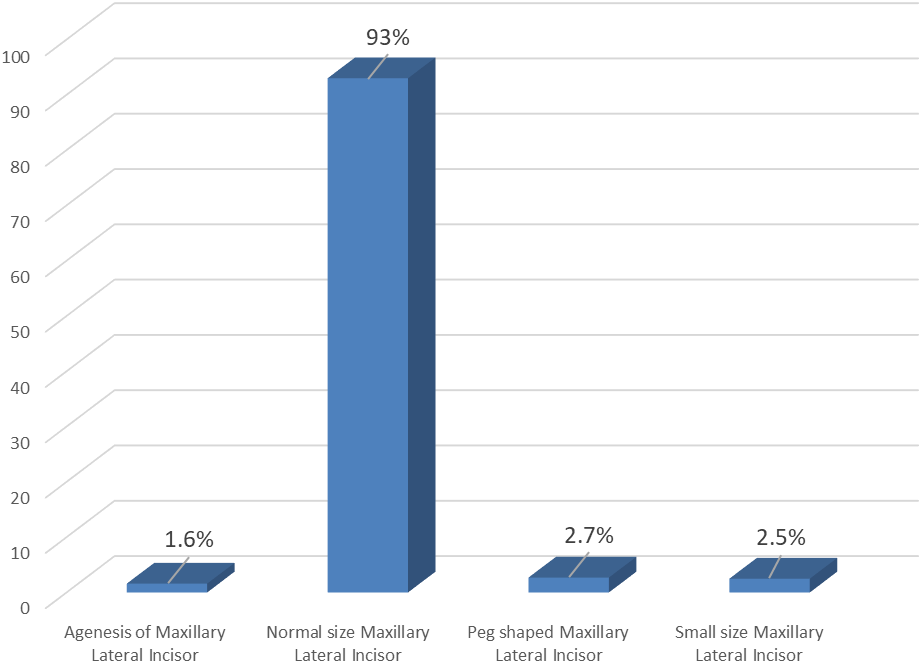 100
90
80
70
60
50
40
30
20
10
0
93%
1.6%
2.7%
2.5%
Agenesis of Maxillary
Lateral Incisor
Normal size Maxillary
Lateral Incisor
Peg shaped Maxillary
Lateral Incisor
Small size Maxillary
Lateral Incisor